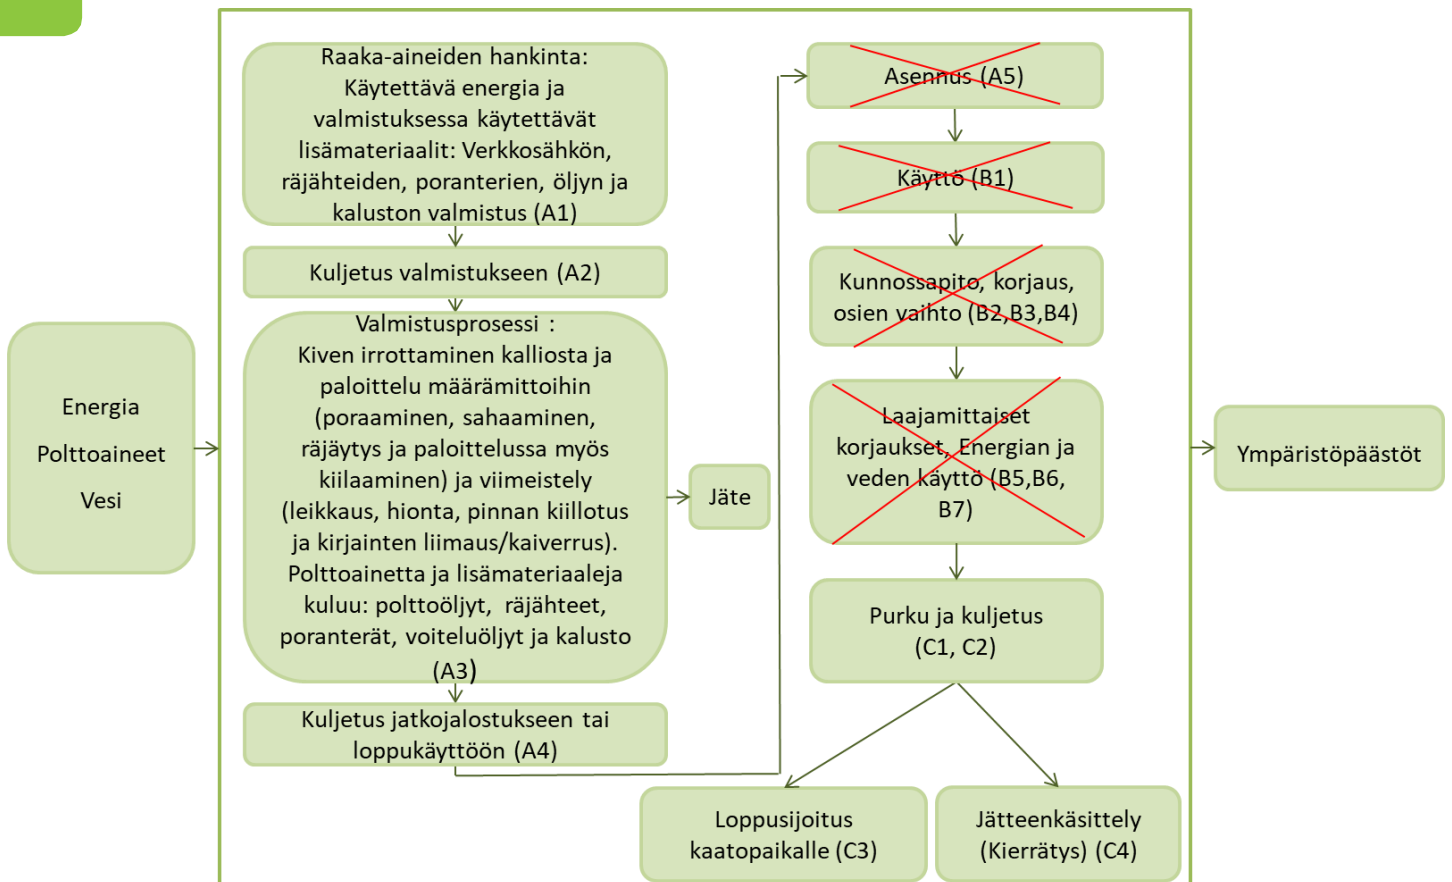 Energia
Polttoaineet
Vesi
Raaka-aineiden hankinta:
Käytettävä energia ja
valmistuksessa käytettävät
lisämateriaalit: Verkkosähkön,
räjähteiden, poranterien, öljyn ja
kaluston valmistus (A1)
Kuljetus valmistukseen (A2)
Valmistusprosessi :
Kiven irrottaminen kalliosta ja
paloittelu määrämittoihin
(poraaminen, sahaaminen,
räjäytys ja paloittelussa myös
kiilaaminen) ja viimeistely
(leikkaus, hionta, pinnan kiillotus
ja kirjainten liimaus/kaiverrus).
Polttoainetta ja lisämateriaaleja
kuluu: polttoöljyt, räjähteet,
poranterät, voiteluöljyt ja kalusto
(A3)
Jäte
Kuljetus jatkojalostukseen tai
loppukäyttöön (A4)
Asennus (A5)
Käyttö (B1)
Kunnossapito, korjaus,
osien vaihto (B2,B3,B4)
Laajamittaiset
korjaukset, Energian ja
veden käyttö (B5,B6,
B7)
Purku ja kuljetus
(C1, C2)
Loppusijoitus
kaatopaikalle (C3)
Jätteenkäsittely
(Kierrätys) (C4)
Ympäristöpäästöt